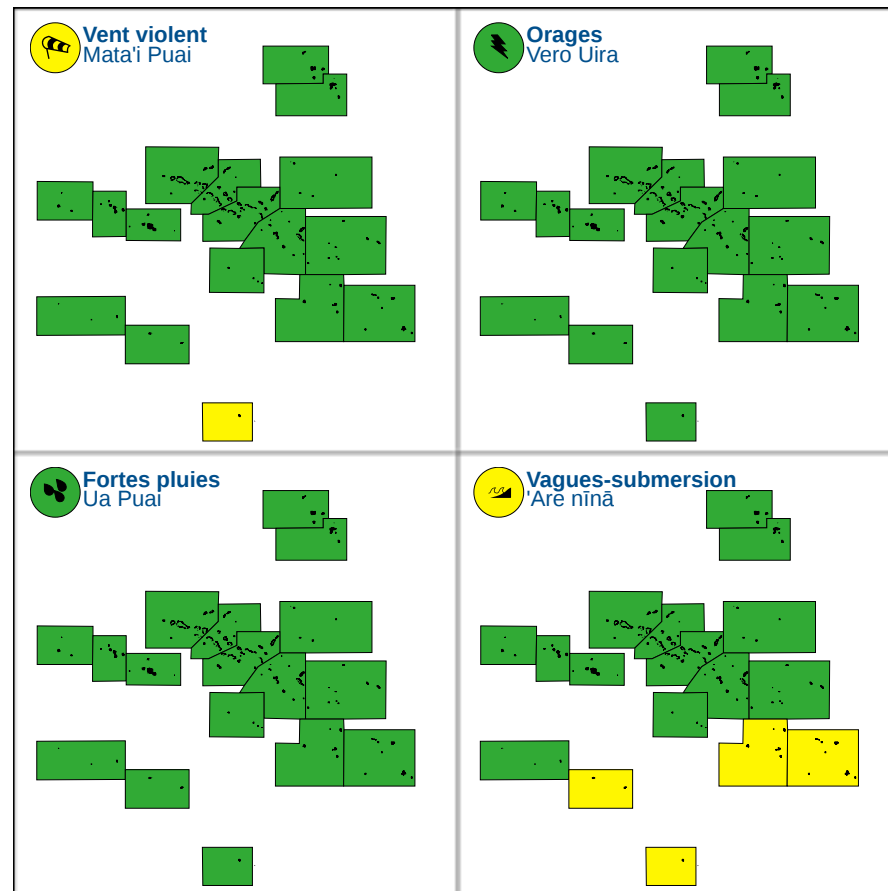 Vent violent
Mata'i Puai
Orages
Vero Uira
Fortes pluies
Ua Puai
Vagues-submersion
'Are nīnā